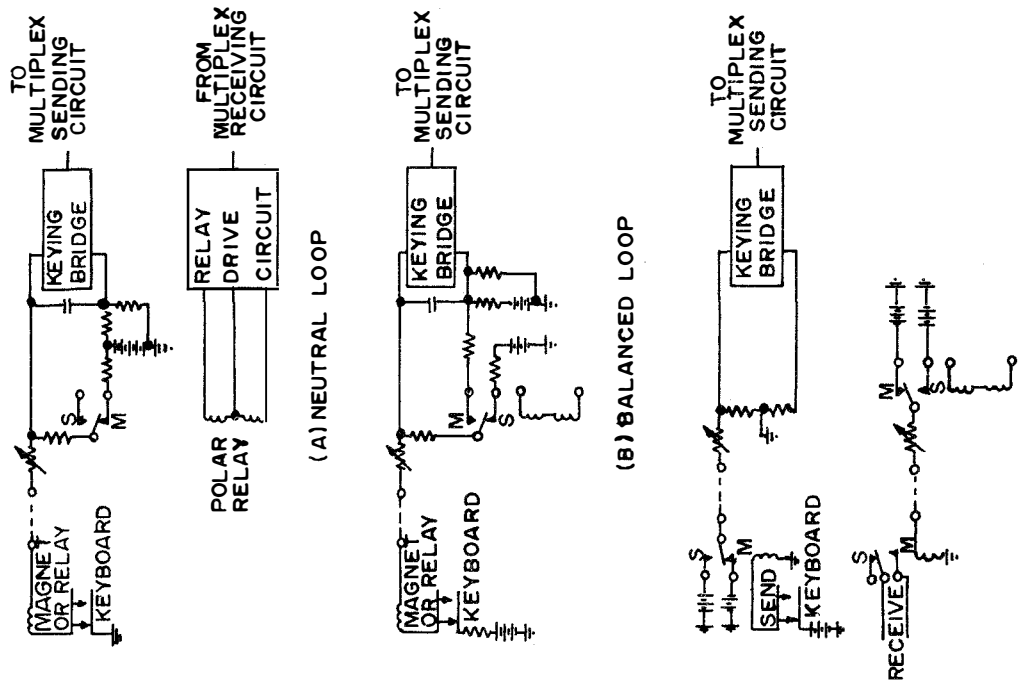 TO
MULTIPLEX
SENDING
CIRCUIT
KEYING
BRIDGE
S
M
MAGNET
OR RELAY
KEYBOARD
FROM
MULTIPLEX
RECEIVING
CIRCUIT
RELAY
DRIVE
CIRCUIT
POLAR
RELAY
(A) NEUTRAL LOOP
TO
MULTIPLEX
SENDING
CIRCUIT
KEYING
BRIDGE
M
S
MAGNET
OR RELAY
KEYBOARD
(B) BALANCED LOOP
TO
MULTIPLEX
SENDING
CIRCUIT
KEYING
BRIDGE
S
M
SEND
KEYBOARD
M
S
S
M
RECEIVE